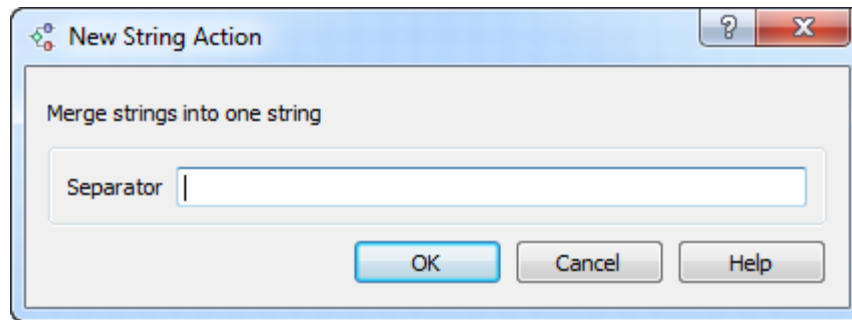 New String Action
Merge strings into one string
Separator
OK Cancel Help